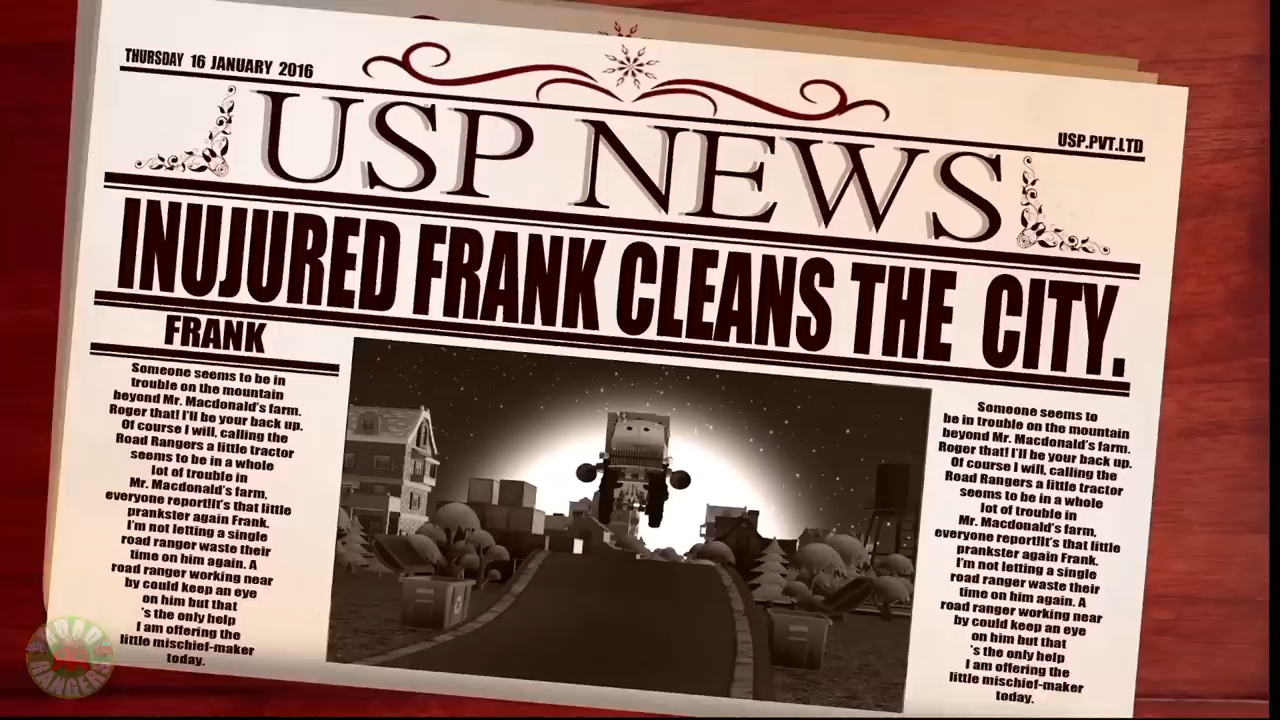 THURSDAY 16 JANUARY 2016
USP.PVT.LTD
USP NEWS
INUJURED FRANK CLEANS THE CITY.
FRANK
Someone seems to be in
trouble on the mountain
beyond Mr. Macdonald's farm.
Roger that! I'll be your back up.
Of course I will, calling the
Road Rangers a little tractor
seems to be in a whole
lot of trouble in
Mr. Macdonald's farm,
everyone report!It's that little
prankster again Frank.
I'm not letting a single
road ranger waste their
time on him again. A
road ranger working near
by could keep an eye
on him but that
's the only help
I am offering the
little mischief-maker
today.
Someone seems to
be in trouble on the mountain
beyond Mr. Macdonald's farm.
Roger that! I'll be your back up.
Of course I will, calling the
Road Rangers a little tractor
seems to be in a whole
lot of trouble in
Mr. Macdonald's farm,
everyone report!It's that little
prankster again Frank.
I'm not letting a single
road ranger waste their
time on him again. A
road ranger working near
by could keep an eye
on him but that
's the only help
I am offering the
little mischief-maker
today.
ROAD
RANGERS